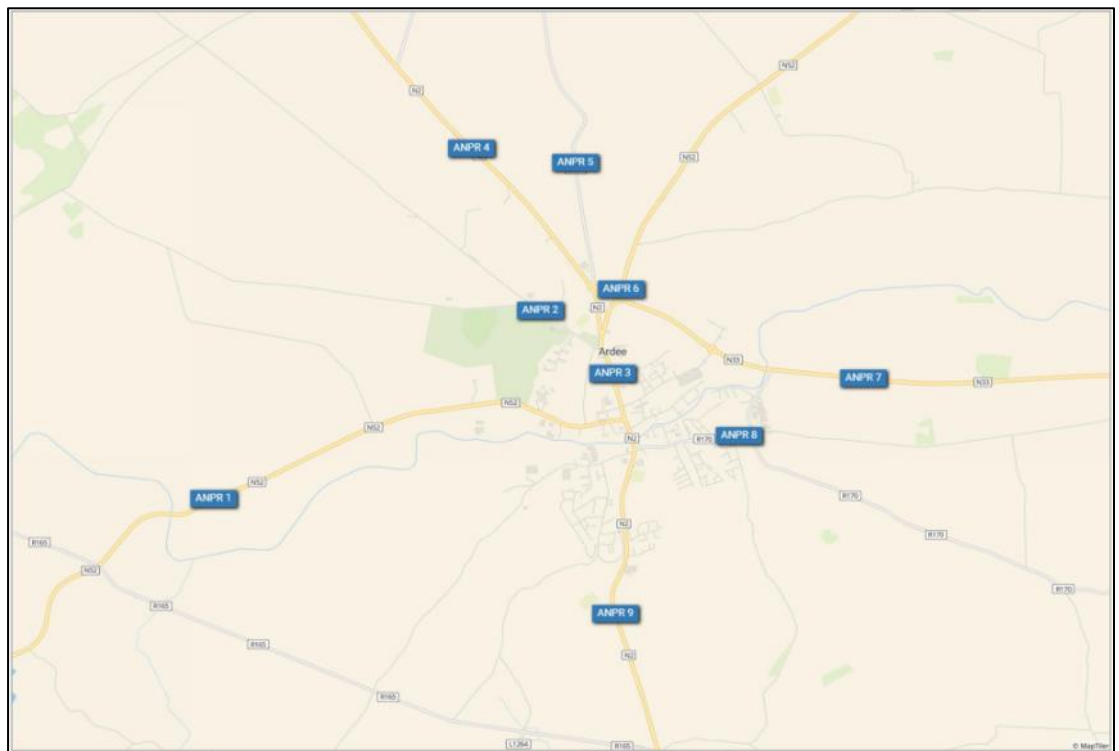 N52
N2
ANPR 4
ANPR 5
N52
ANPR 6
ANPR 2
N2
Ardee
N33
ANPR 3
ANPR 7
N33
N52
N52
N2
R170
ANPR 8
N52
ANPR 1
R170
N2
R170
R165
N52
R170
R165
ANPR 9
R165
N2
R165
L1264
R165
© MapTiler